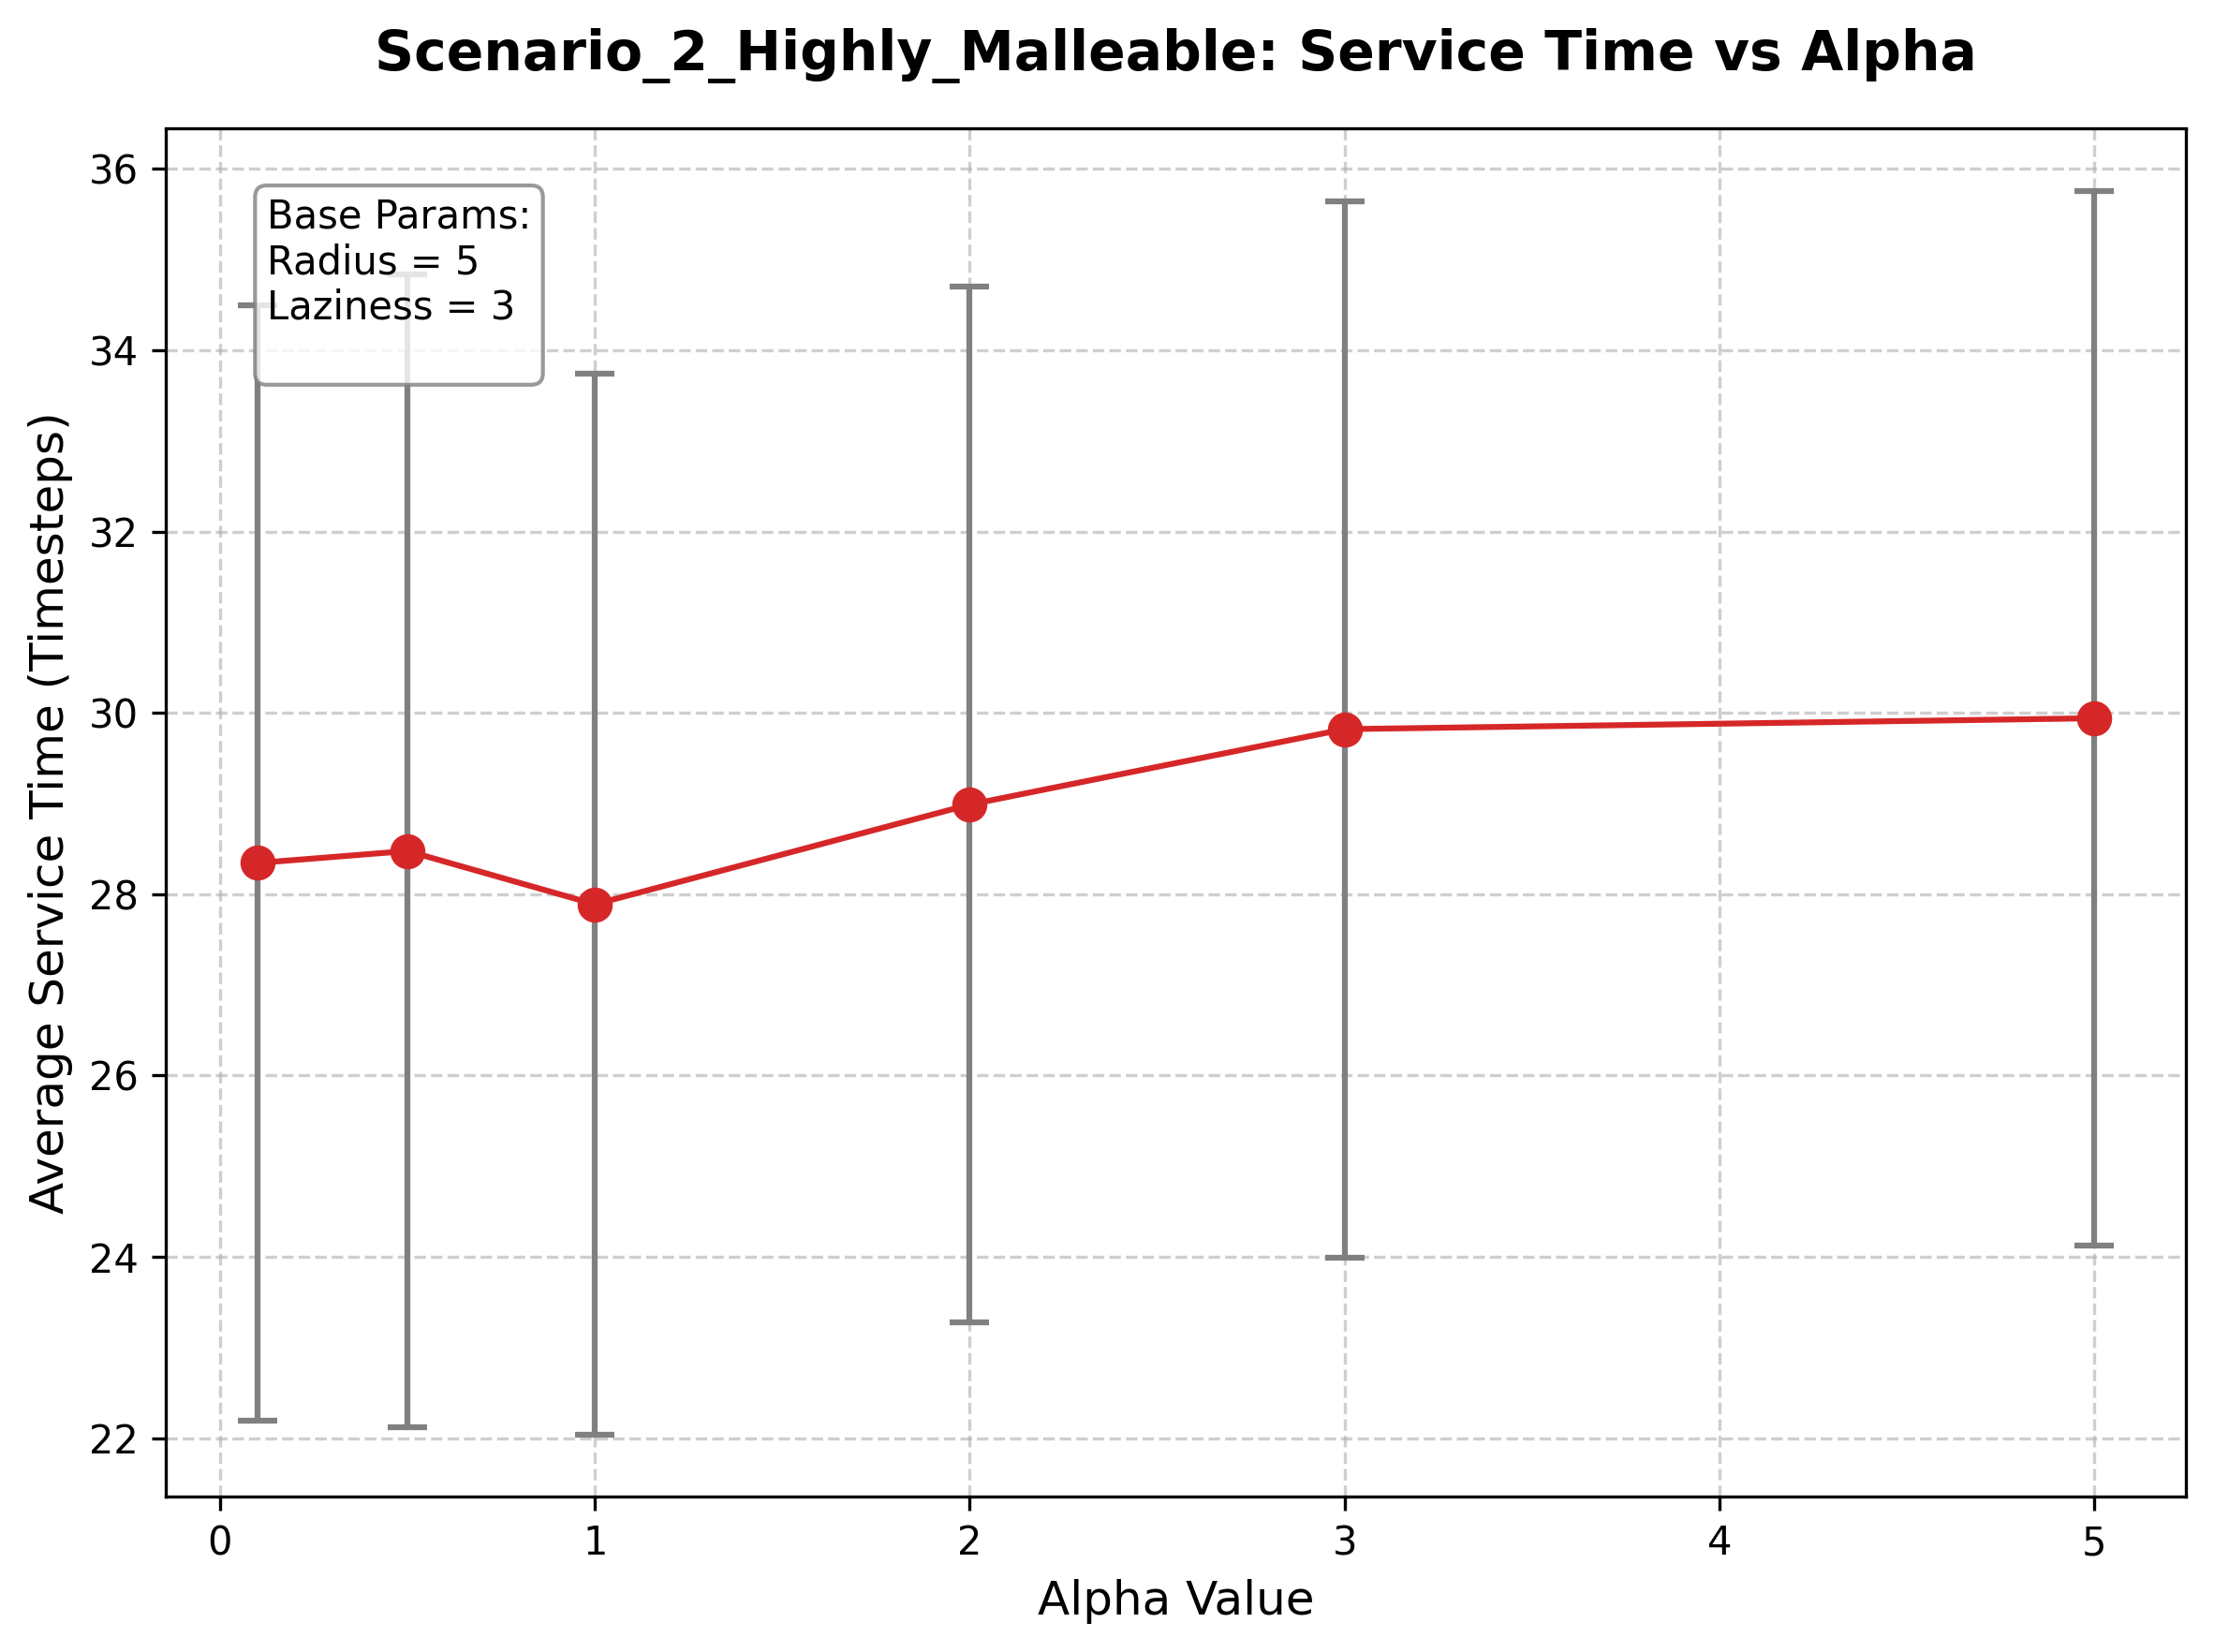 Scenario_2_Highly_Malleable: Service Time vs Alpha
Base Params:
Radius = 5
Laziness = 3
Average Service Time (Timesteps)
36
34
32
30
28
26
24
22
0 1 2 3 4 5
Alpha Value